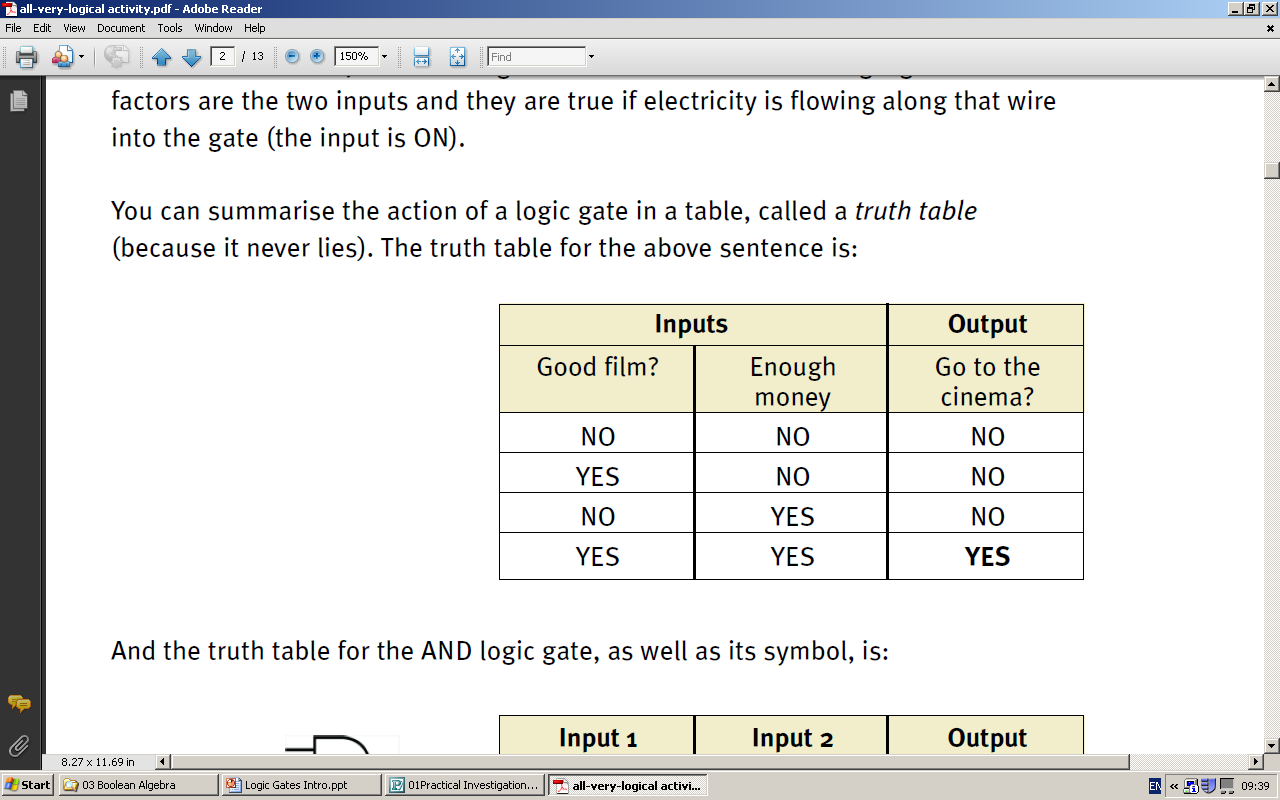 all-very-logical activity.pdf - Adobe Reader
File Edit View Document Tools Window Help
2 / 13 150% Find
factors are the two inputs and they are true if electricity is flowing along that wire
into the gate (the input is ON).
You can summarise the action of a logic gate in a table, called a truth table
(because it never lies). The truth table for the above sentence is:
Inputs Output
Good film? Enough money Go to the cinema?
NO NO NO
YES NO NO
NO YES NO
YES YES YES
And the truth table for the AND logic gate, as well as its symbol, is:
Input 1 Input 2 Output
8.27 x 11.69 in
Start 03 Boolean Algebra Logic Gates Intro.ppt 01Practical Investigation... all-very-logical activi... EN « 09:39